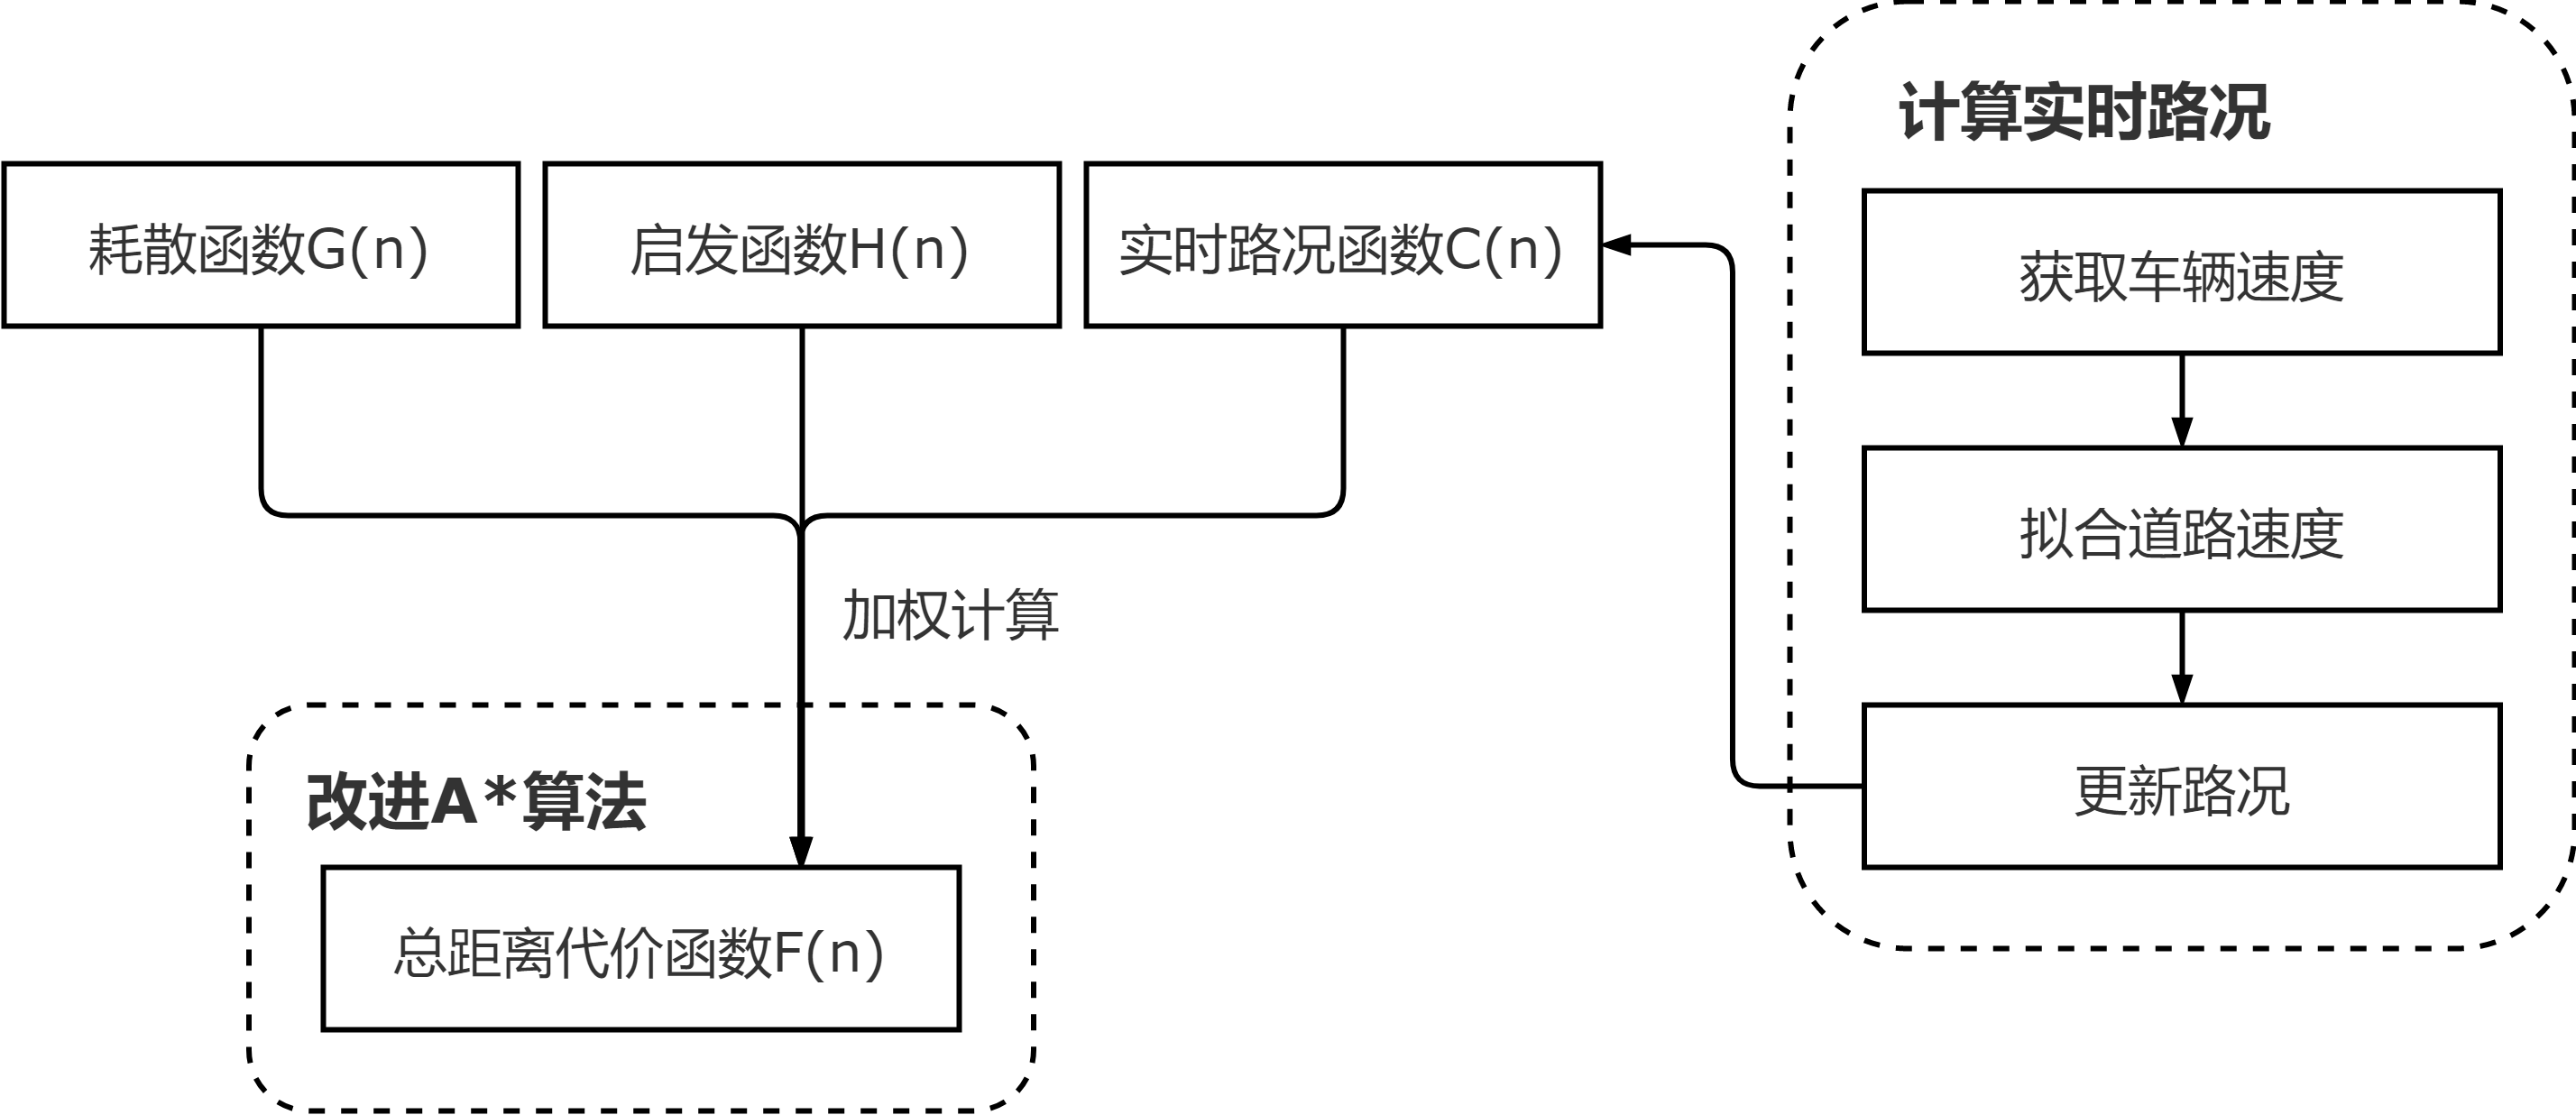 计算实时路况
耗散函数G(n)
启发函数H(n)
实时路况函数C(n)
获取车辆速度
拟合道路速度
加权计算
更新路况
改进A*算法
总距离代价函数F(n)